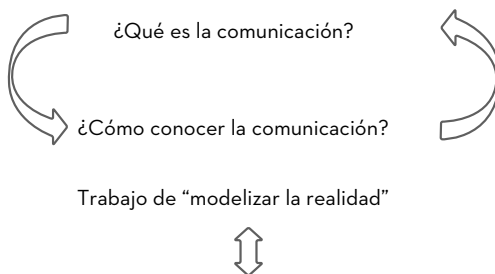 ¿Qué es la comunicación?
¿Cómo conocer la comunicación?
Trabajo de “modelizar la realidad”